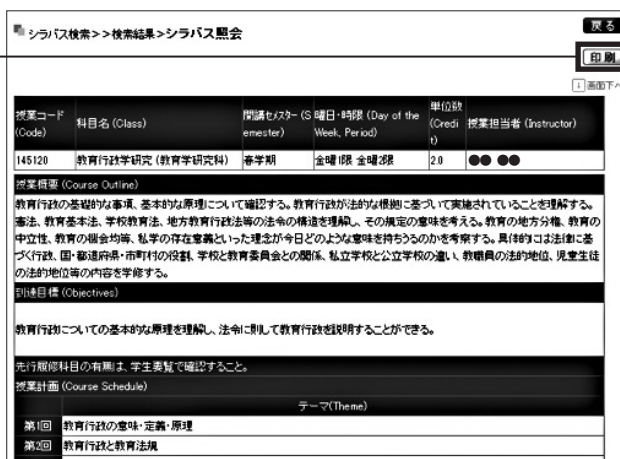 シラバス検索>>検索結果>シラバス照会
戻る
印刷
↓画面下へ
授業コード (Code)
科目名 (Class)
開講セメスター (Semester)
曜日・時限 (Day of the Week, Period)
単位数 (Credit)
授業担当者 (Instructor)
145120 教育行政学研究 (教育学研究科) 春学期 金曜1限 金曜2限 2.0 ●● ●●
授業概要 (Course Outline)
教育行政の基礎的な事項、基本的な原理について確認する。教育行政が法的な根拠に基づいて実施されていることを理解する。
憲法、教育基本法、学校教育法、地方教育行政法等の法令の構造を理解し、その規定の意味を考える。教育の地方分権、教育の
中立性、教育の機会均等、私学の存在意義といった理念が今日どのような意味を持ちうるのかを考察する。具体的には法律に基
づく行政、国・都道府県・市町村の役割、学校と教育委員会との関係、私立学校と公立学校の違い、教職員の法的地位、児童生徒
の法的地位等の内容を学修する。
到達目標 (Objectives)
教育行政についての基本的な原理を理解し、法令に則して教育行政を説明することができる。
先行履修科目の有無は、学生要覧で確認すること。
授業計画 (Course Schedule)
テーマ(Theme)
第1回 教育行政の意味・定義・原理
第2回 教育行政と教育法規